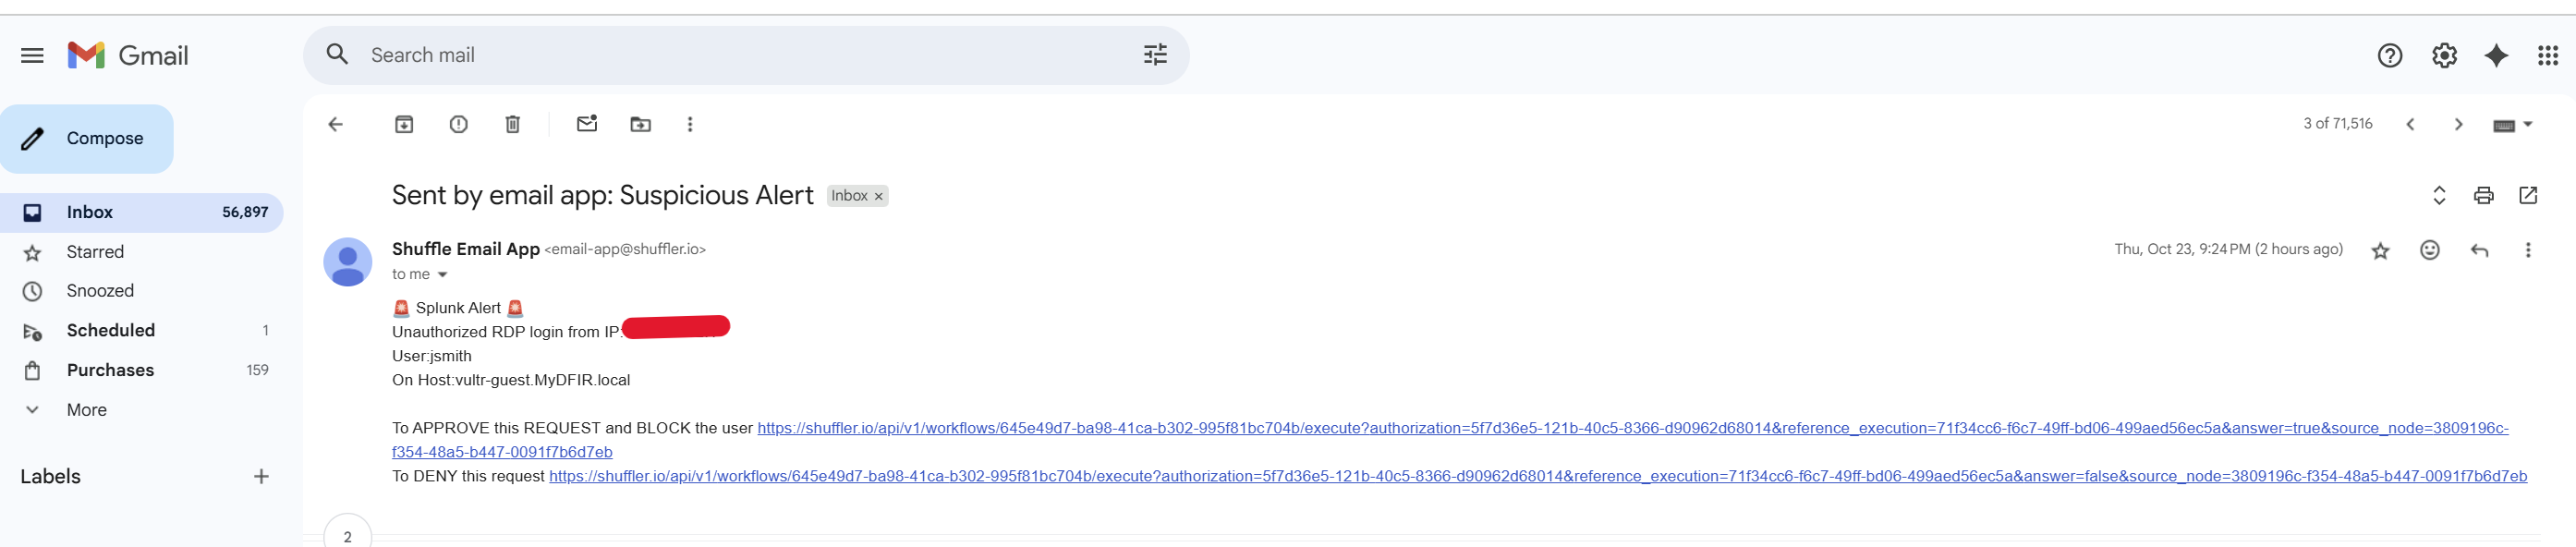 Gmail
Search mail
Compose
3 of 71,516
Sent by email app: Suspicious Alert Inbox ×
Inbox 56,897
Shuffle Email App <email-app@shuffler.io>
Thu, Oct 23, 9:24 PM (2 hours ago)
to me
Starred
Snoozed
Scheduled 1
Purchases 159
More
Labels +
🚨 Splunk Alert 🚨
Unauthorized RDP login from IP:
User:jsmith
On Host:vultr-guest.MyDFIR.local
To APPROVE this REQUEST and BLOCK the user https://shuffler.io/api/v1/workflows/645e49d7-ba98-41ca-b302-995f81bc704b/execute?authorization=5f7d36e5-121b-40c5-8366-d90962d68014&reference_execution=71f34cc6-f6c7-49ff-bd06-499aed56ec5a&answer=true&source_node=3809196c-
f354-48a5-b447-0091f7b6d7eb
To DENY this request https://shuffler.io/api/v1/workflows/645e49d7-ba98-41ca-b302-995f81bc704b/execute?authorization=5f7d36e5-121b-40c5-8366-d90962d68014&reference_execution=71f34cc6-f6c7-49ff-bd06-499aed56ec5a&answer=false&source_node=3809196c-f354-48a5-b447-0091f7b6d7eb
2